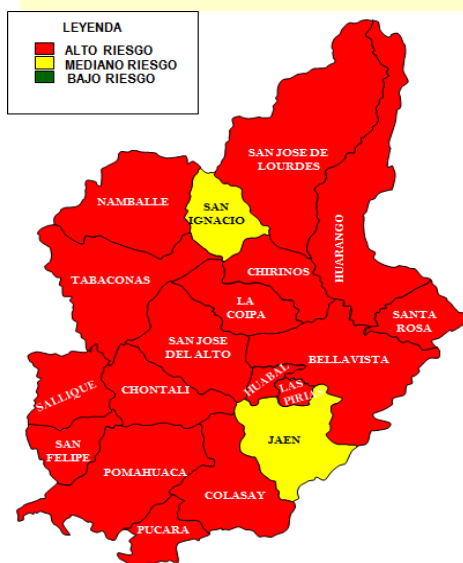 LEYENDA
ALTO RIESGO
MEDIANO RIESGO
BAJO RIESGO
SAN JOSE DE
LOURDES
NAMBALLE
SAN
IGNACIO
HUARANGO
TABACONAS
CHIRINOS
LA
COIPA
SANTA
ROSA
SAN JOSE
DEL ALTO
BELLAVISTA
HUABAL
LAS
PIRIAS
SALLIQUE
CHONTALI
JAEN
SAN
FELIPE
POMAHUACA
COLASAY
PUCARA